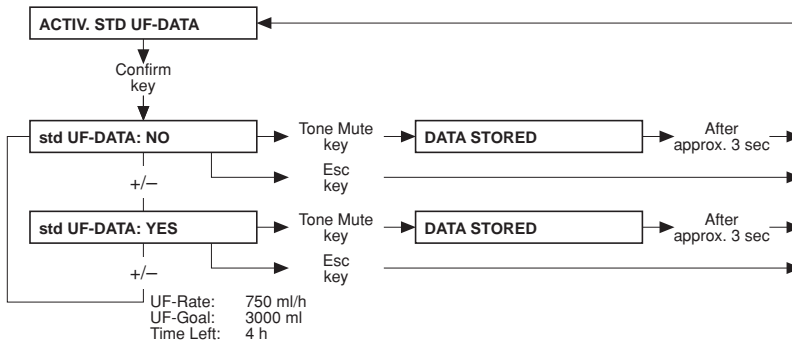 ACTIV. STD UF-DATA
Confirm
key
std UF-DATA: NO
Tone Mute
key
DATA STORED
After
approx. 3 sec
Esc
key
+/–
std UF-DATA: YES
Tone Mute
key
DATA STORED
After
approx. 3 sec
Esc
key
+/–
UF-Rate: 750 ml/h
UF-Goal: 3000 ml
Time Left: 4 h